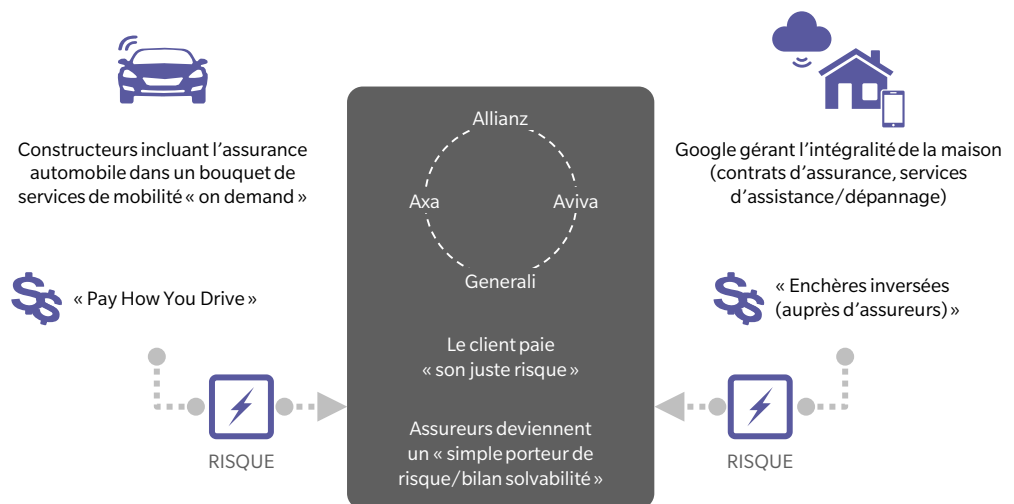 Constructeurs incluant l’assurance
automobile dans un bouquet de
services de mobilité « on demand »
« Pay How You Drive »
RISQUE
Allianz
Axa
Aviva
Generali
Le client paie
« son juste risque »
Assureurs deviennent
un « simple porteur de
risque/bilan solvabilité »
Google gérant l’intégralité de la maison
(contrats d’assurance, services
d’assistance/dépannage)
« Enchères inversées
(auprès d’assureurs) »
RISQUE